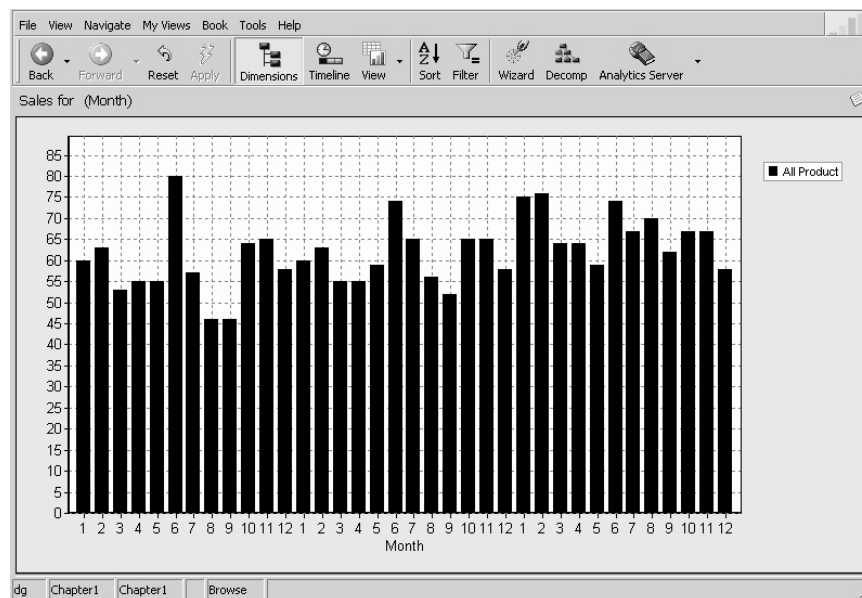 File View Navigate My Views Book Tools Help
Back Forward Reset Apply Dimensions Timeline View Sort Filter Wizard Decomp Analytics Server
Sales for (Month)
All Product
85
80
75
70
65
60
55
50
45
40
35
30
25
20
15
10
5
0
1 2 3 4 5 6 7 8 9 10 11 12 1 2 3 4 5 6 7 8 9 10 11 12 1 2 3 4 5 6 7 8 9 10 11 12
Month
dg Chapter1 Chapter1 Browse